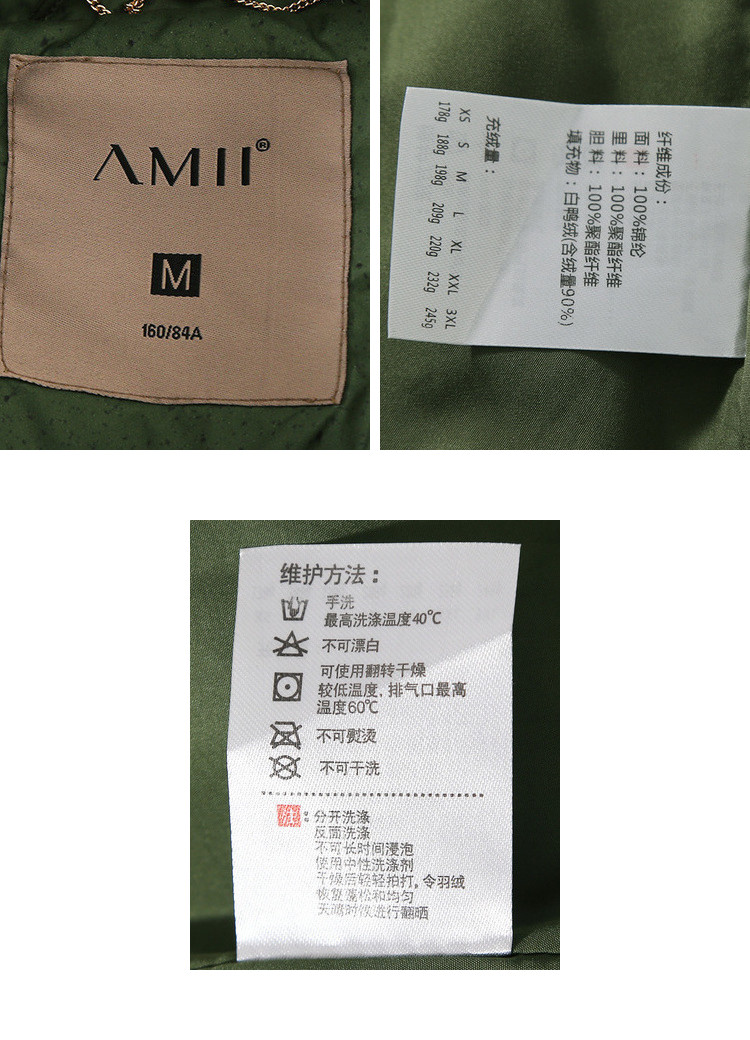 AMII®
M
160/84A
纤维成份：
面料：100%锦纶
里料：100%聚酯纤维
胆料：100%聚酯纤维
填充物：白鸭绒(含绒量90%)
充绒量：
XS S M L XL XXL 3XL
178g 188g 198g 209g 220g 232g 245g
维护方法：
手洗
最高洗涤温度40℃
不可漂白
可使用翻转干燥
较低温度，排气口最高
温度60℃
不可熨烫
不可干洗
注：分开洗涤
反面洗涤
不可长时间浸泡
使用中性洗涤剂
干燥后轻轻拍打，令羽绒
恢复蓬松和均匀
天晴时饭进行翻晒